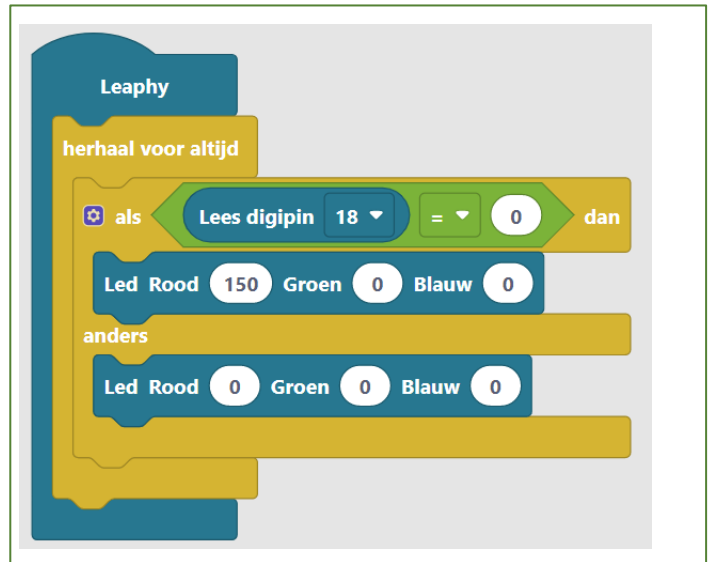 Leaphy
herhaal voor altijd
als Lees digipin 18 = 0 dan
Led Rood 150 Groen 0 Blauw 0
anders
Led Rood 0 Groen 0 Blauw 0